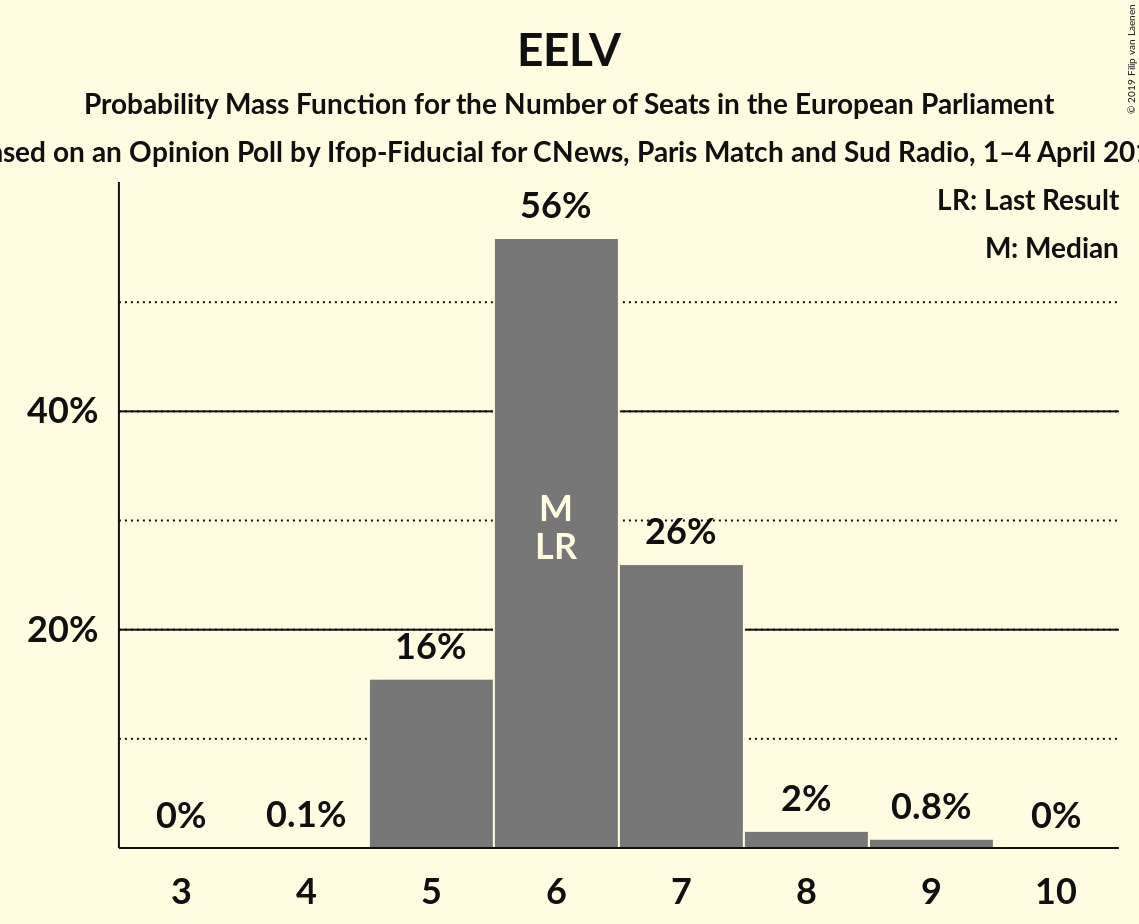 EELV
Probability Mass Function for the Number of Seats in the European Parliament
on an Opinion Poll by Ifop-Fiducial for CNews, Paris Match and Sud Radio, 1–4 April
© 2019 Filip van Laenen
LR: Last Result
M: Median
56%
40%
M
LR
26%
20%
16%
0%
0.1%
2%
0.8%
0%
3 4 5 6 7 8 9 10